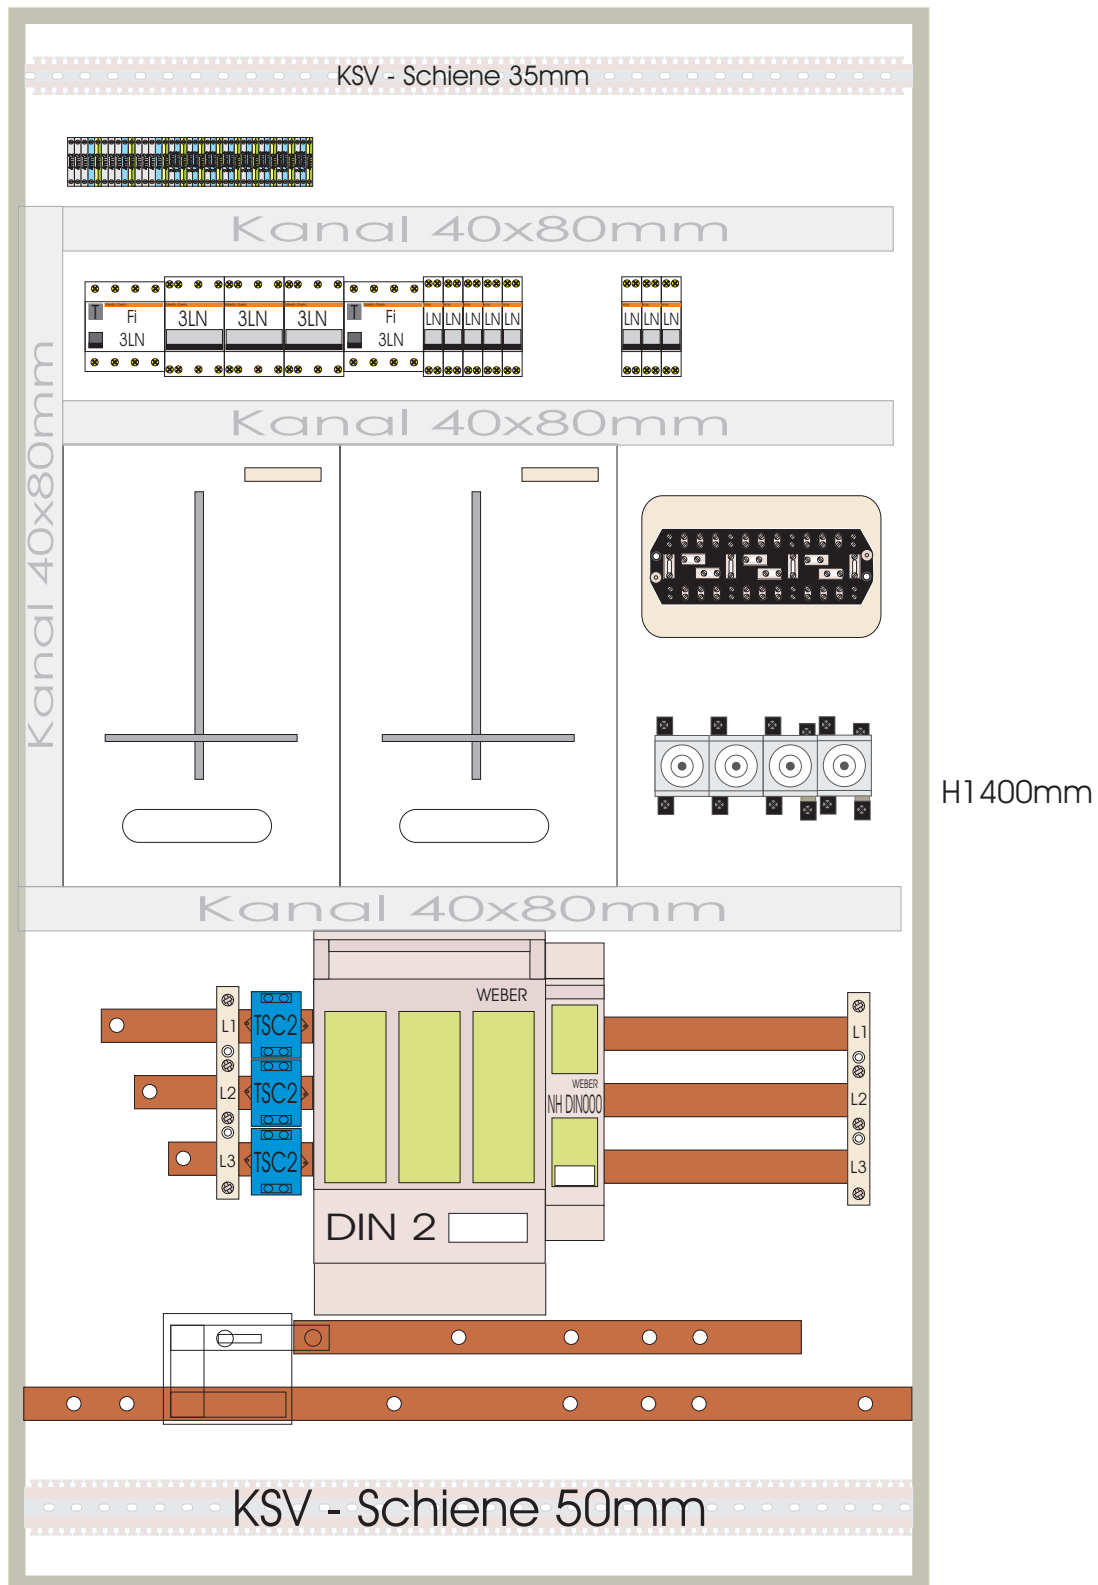 KSV - Schiene 35mm
Kanal 40x80mm
Kanal 40x80mm
T Fi 3LN
3LN
3LN
3LN
T Fi 3LN
LN LN LN LN LN
LN LN LN
Kanal 40x80mm
H1400mm
Kanal 40x80mm
WEBER
L1
TSC2
L1
WEBER
NH DIN000
L2
TSC2
L2
L3
TSC2
L3
DIN 2
KSV - Schiene 50mm